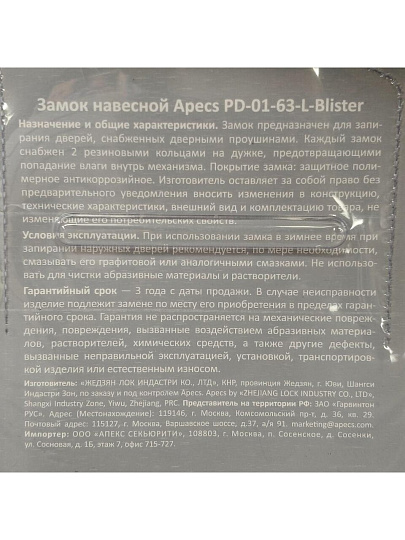 Замок навесной Apecs PD-01-63-L-Blister
Назначение и общие характеристики. Замок предназначен для запи-
рания дверей, снабженных дверными проушинами. Каждый замок
снабжен 2 резиновыми кольцами на дужке, предотвращающими
попадание влаги внутрь механизма. Покрытие замка: защитное поли-
мерное антикоррозийное. Изготовитель оставляет за собой право без
предварительного уведомления вносить изменения в конструкцию,
технические характеристики, внешний вид и комплектацию товара, не
изменяющие его потребительских свойств.
Условия эксплуатации. При использовании замка в зимнее время при
запирании наружных дверей рекомендуется, по мере необходимости,
смазывать его графитовой или аналогичными смазками. Не использо-
вать для чистки абразивные материалы и растворители.
Гарантийный срок — 3 года с даты продажи. В случае неисправности
изделие подлежит замене по месту его приобретения в пределах гаран-
тийного срока. Гарантия не распространяется на механические повреж-
дения, повреждения, вызванные воздействием абразивных материа-
лов, растворителей, химических средств, а также другие дефекты,
вызванные неправильной эксплуатацией, установкой, транспортиров-
кой изделия или естественным износом.
Изготовитель: «ЖЕДЗЯН ЛОК ИНДАСТРИ КО., ЛТД», КНР, провинция Жедзян, г. Юви, Шангси
Индастри Зон, по заказу и под контролем Apecs. Apecs by «ZHEJIANG LOCK INDUSTRY CO., LTD»,
Shangxi Industry Zone, Yiwu, Zhejiang, PRC. Представитель на территории РФ: ЗАО «Гарвинтон
РУС». Адрес (Местонахождение): 119146, г. Москва, Комсомольский пр-т, д. 36, кв. 29.
Почтовый адрес: 115127, г. Москва, Варшавское шоссе, д.37, а/я 91. marketing@apecs.com.
Импортер: ООО «АПЕКС СЕКЬЮРИТИ», 108803, г. Москва, п. Сосенское, д. Сосенки,
ул. Сосновая, д. 1Б, этаж 7, офис 715-727.